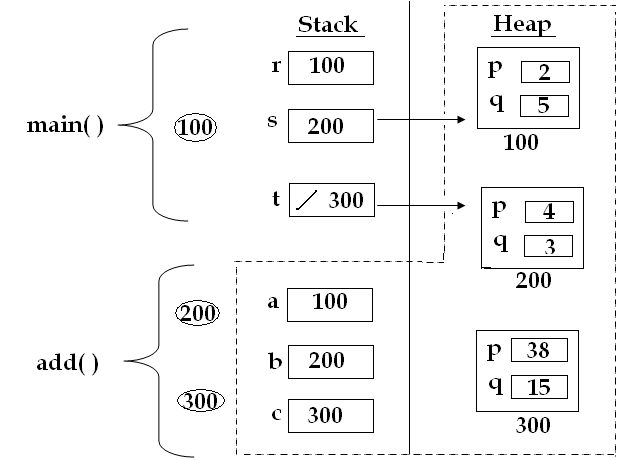 Stack
Heap
main( )
100
r 100
s 200
t / 300
p 2
q 5
100
p 4
q 3
200
add( )
200
300
a 100
b 200
c 300
p 38
q 15
300